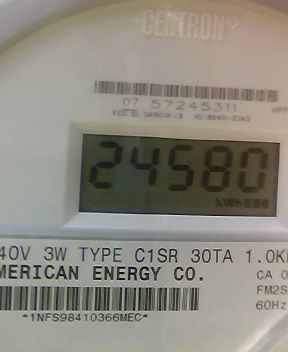 CENTRON®
07 57245311
24580
kWh
40V 3W TYPE C1SR 30TA 1.0K
MERICAN ENERGY CO.
CA 0
FM2S
60Hz
*1NFS98410366MEC*